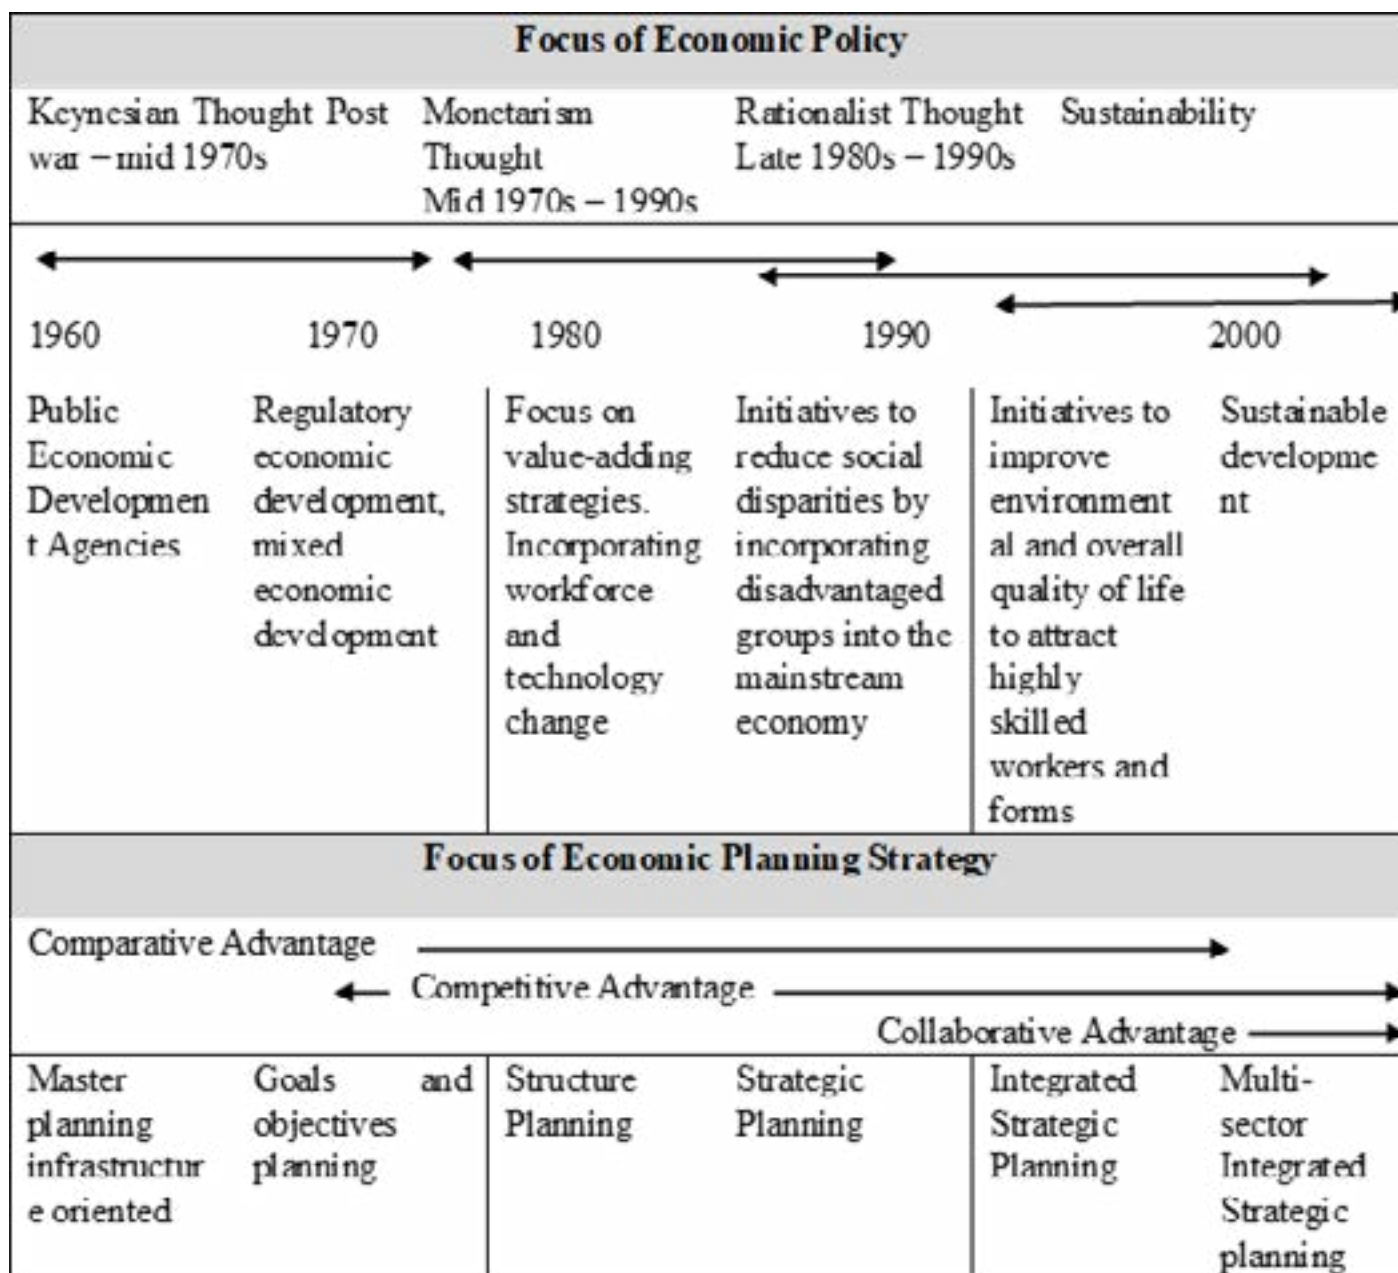 Focus of Economic Policy
Keynesian Thought Post
war – mid 1970s
Monetarism
Thought
Mid 1970s – 1990s
Rationalist Thought
Late 1980s – 1990s
Sustainability
1960
1970
1980
1990
2000
Public
Economic
Developmen
t Agencies
Regulatory
economic
development,
mixed
economic
development
Focus on
value-adding
strategies.
Incorporating
workforce
and
technology
change
Initiatives to
reduce social
disparities by
incorporating
disadvantaged
groups into the
mainstream
economy
Initiatives to
improve
environment
al and overall
quality of life
to attract
highly
skilled
workers and
forms
Sustainable
developme
nt
Focus of Economic Planning Strategy
Comparative Advantage
Competitive Advantage
Collaborative Advantage
Master
planning
infrastructur
e oriented
Goals and
objectives
planning
Structure
Planning
Strategic
Planning
Integrated
Strategic
Planning
Multi-
sector
Integrated
Strategic
planning